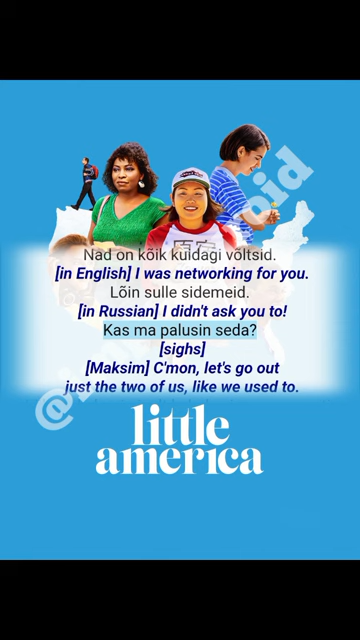 Nad on kõik kuidagi võltsid.
[in English] I was networking for you.
Lõin sulle sidemeid.
[in Russian] I didn't ask you to!
Kas ma palusin seda?
[sighs]
[Maksim] C'mon, let's go out
just the two of us, like we used to.
little
america